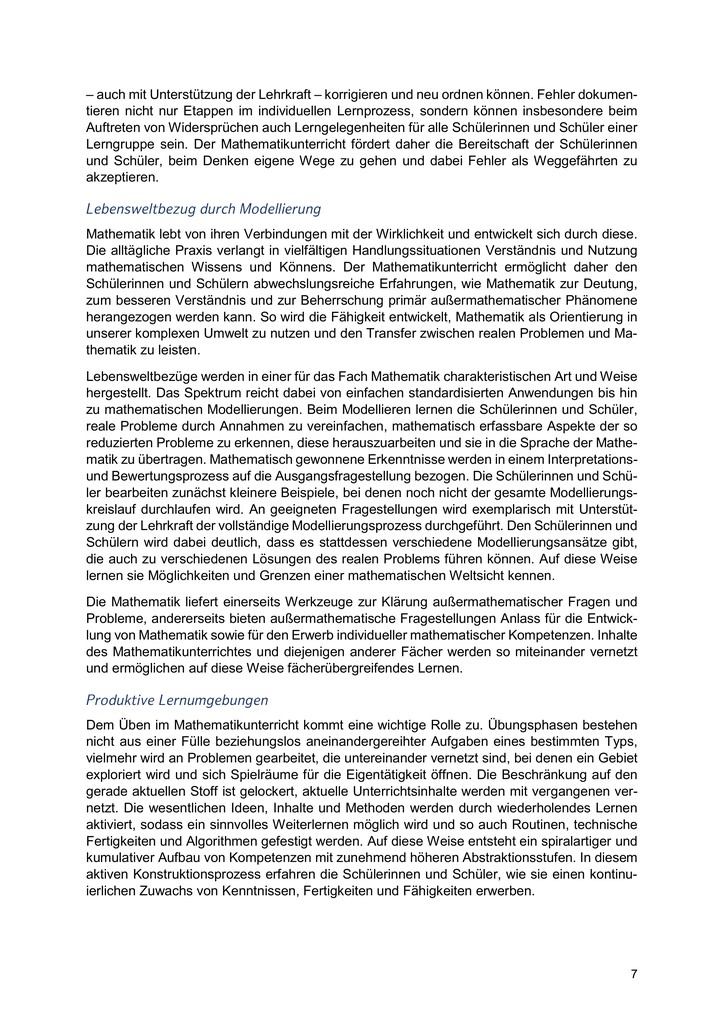 – auch mit Unterstützung der Lehrkraft – korrigieren und neu ordnen können. Fehler dokumen-
tieren nicht nur Etappen im individuellen Lernprozess, sondern können insbesondere beim
Auftreten von Widersprüchen auch Lerngelegenheiten für alle Schülerinnen und Schüler einer
Lerngruppe sein. Der Mathematikunterricht fördert daher die Bereitschaft der Schülerinnen
und Schüler, beim Denken eigene Wege zu gehen und dabei Fehler als Weggefährten zu
akzeptieren.
Lebensweltbezug durch Modellierung
Mathematik lebt von ihren Verbindungen mit der Wirklichkeit und entwickelt sich durch diese.
Die alltägliche Praxis verlangt in vielfältigen Handlungssituationen Verständnis und Nutzung
mathematischen Wissens und Könnens. Der Mathematikunterricht ermöglicht daher den
Schülerinnen und Schülern abwechslungsreiche Erfahrungen, wie Mathematik zur Deutung,
zum besseren Verständnis und zur Beherrschung primär außermathematischer Phänomene
herangezogen werden kann. So wird die Fähigkeit entwickelt, Mathematik als Orientierung in
unserer komplexen Umwelt zu nutzen und den Transfer zwischen realen Problemen und Ma-
thematik zu leisten.
Lebensweltbezüge werden in einer für das Fach Mathematik charakteristischen Art und Weise
hergestellt. Das Spektrum reicht dabei von einfachen standardisierten Anwendungen bis hin
zu mathematischen Modellierungen. Beim Modellieren lernen die Schülerinnen und Schüler,
reale Probleme durch Annahmen zu vereinfachen, mathematisch erfassbare Aspekte der so
reduzierten Probleme zu erkennen, diese herauszuarbeiten und sie in die Sprache der Mathe-
matik zu übertragen. Mathematisch gewonnene Erkenntnisse werden in einem Interpretations-
und Bewertungsprozess auf die Ausgangsfragestellung bezogen. Die Schülerinnen und Schü-
ler bearbeiten zunächst kleinere Beispiele, bei denen noch nicht der gesamte Modellierungs-
kreislauf durchlaufen wird. An geeigneten Fragestellungen wird exemplarisch mit Unterstüt-
zung der Lehrkraft der vollständige Modellierungsprozess durchgeführt. Den Schülerinnen und
Schülern wird dabei deutlich, dass es stattdessen verschiedene Modellierungsansätze gibt,
die auch zu verschiedenen Lösungen des realen Problems führen können. Auf diese Weise
lernen sie Möglichkeiten und Grenzen einer mathematischen Weltsicht kennen.
Die Mathematik liefert einerseits Werkzeuge zur Klärung außermathematischer Fragen und
Probleme, andererseits bieten außermathematische Fragestellungen Anlass für die Entwick-
lung von Mathematik sowie für den Erwerb individueller mathematischer Kompetenzen. Inhalte
des Mathematikunterrichtes und diejenigen anderer Fächer werden so miteinander vernetzt
und ermöglichen auf diese Weise fächerübergreifendes Lernen.
Produktive Lernumgebungen
Dem Üben im Mathematikunterricht kommt eine wichtige Rolle zu. Übungsphasen bestehen
nicht aus einer Fülle beziehungslos aneinandergereihter Aufgaben eines bestimmten Typs,
vielmehr wird an Problemen gearbeitet, die untereinander vernetzt sind, bei denen ein Gebiet
exploriert wird und sich Spielräume für die Eigentätigkeit öffnen. Die Beschränkung auf den
gerade aktuellen Stoff ist gelockert, aktuelle Unterrichtsinhalte werden mit vergangenen ver-
netzt. Die wesentlichen Ideen, Inhalte und Methoden werden durch wiederholendes Lernen
aktiviert, sodass ein sinnvolles Weiterlernen möglich wird und so auch Routinen, technische
Fertigkeiten und Algorithmen gefestigt werden. Auf diese Weise entsteht ein spiralartiger und
kumulativer Aufbau von Kompetenzen mit zunehmend höheren Abstraktionsstufen. In diesem
aktiven Konstruktionsprozess erfahren die Schülerinnen und Schüler, wie sie einen kontinu-
ierlichen Zuwachs von Kenntnissen, Fertigkeiten und Fähigkeiten erwerben.
7